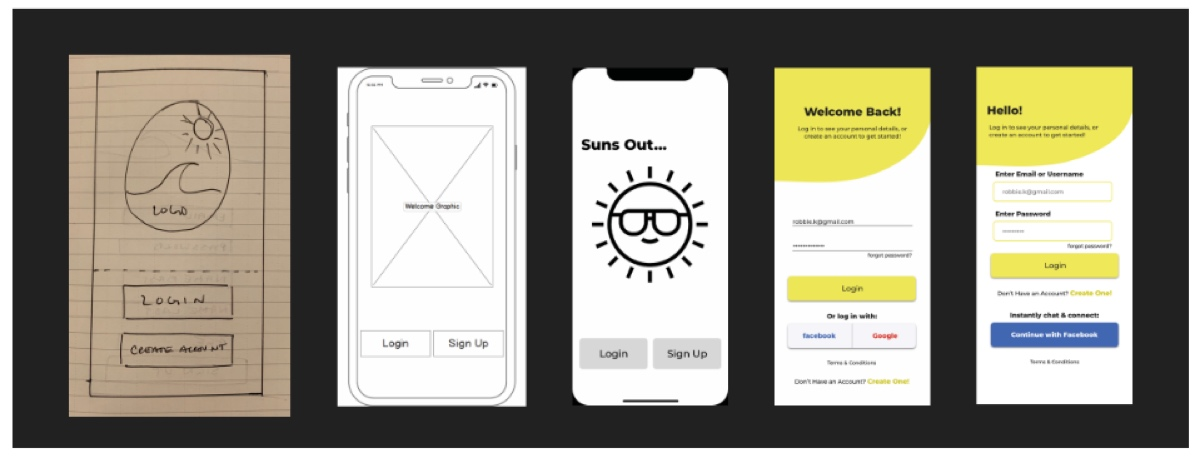 LOGO
LOGIN
CREATE ACCOUNT
Welcome Graphic
Login
Sign Up
Suns Out...
Login
Sign Up
Welcome Back!
Log in to see your personal details, or
create an account to get started!
robbie.k@gmail.com
forgot password?
Login
Or log in with:
facebook
Google
Terms & Conditions
Don't Have an Account? Create One!
Hello!
Log in to see your personal details, or
create an account to get started!
Enter Email or Username
robbie.k@gmail.com
Enter Password
forgot password?
Login
Don't Have an Account? Create One!
Instantly chat & connect:
Continue with Facebook
Terms & Conditions